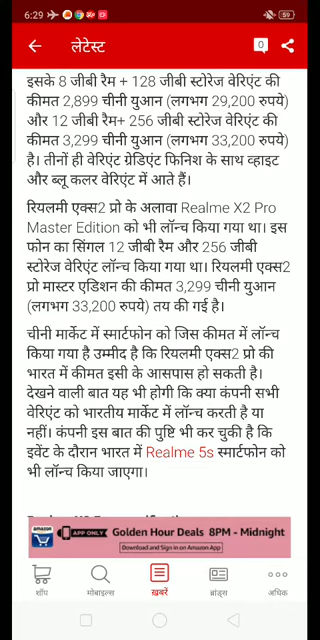 6:29
59
लेटेस्ट
0
इसके 8 जीबी रैम + 128 जीबी स्टोरेज वेरिएंट की
कीमत 2,899 चीनी युआन (लगभग 29,200 रुपये)
और 12 जीबी रैम+ 256 जीबी स्टोरेज वेरिएंट की
कीमत 3,299 चीनी युआन (लगभग 33,200 रुपये)
है। तीनों ही वेरिएंट ग्रेडिएंट फिनिश के साथ व्हाइट
और ब्लू कलर वेरिएंट में आते हैं।
रियलमी एक्स2 प्रो के अलावा Realme X2 Pro
Master Edition को भी लॉन्च किया गया था। इस
फोन का सिंगल 12 जीबी रैम और 256 जीबी
स्टोरेज वेरिएंट लॉन्च किया गया था। रियलमी एक्स2
प्रो मास्टर एडिशन की कीमत 3,299 चीनी युआन
(लगभग 33,200 रुपये) तय की गई है।
चीनी मार्केट में स्मार्टफोन को जिस कीमत में लॉन्च
किया गया है उम्मीद है कि रियलमी एक्स2 प्रो की
भारत में कीमत इसी के आसपास हो सकती है।
देखने वाली बात यह भी होगी कि क्या कंपनी सभी
वेरिएंट को भारतीय मार्केट में लॉन्च करती है या
नहीं। कंपनी इस बात की पुष्टि भी कर चुकी है कि
इवेंट के दौरान भारत में Realme 5s स्मार्टफोन को
भी लॉन्च किया जाएगा।
amazon
APP ONLY
Golden Hour Deals 8PM - Midnight
Download and Sign in on Amazon App
शॉप
मोबाइल्स
ख़बरें
ब्रांड्स
अधिक